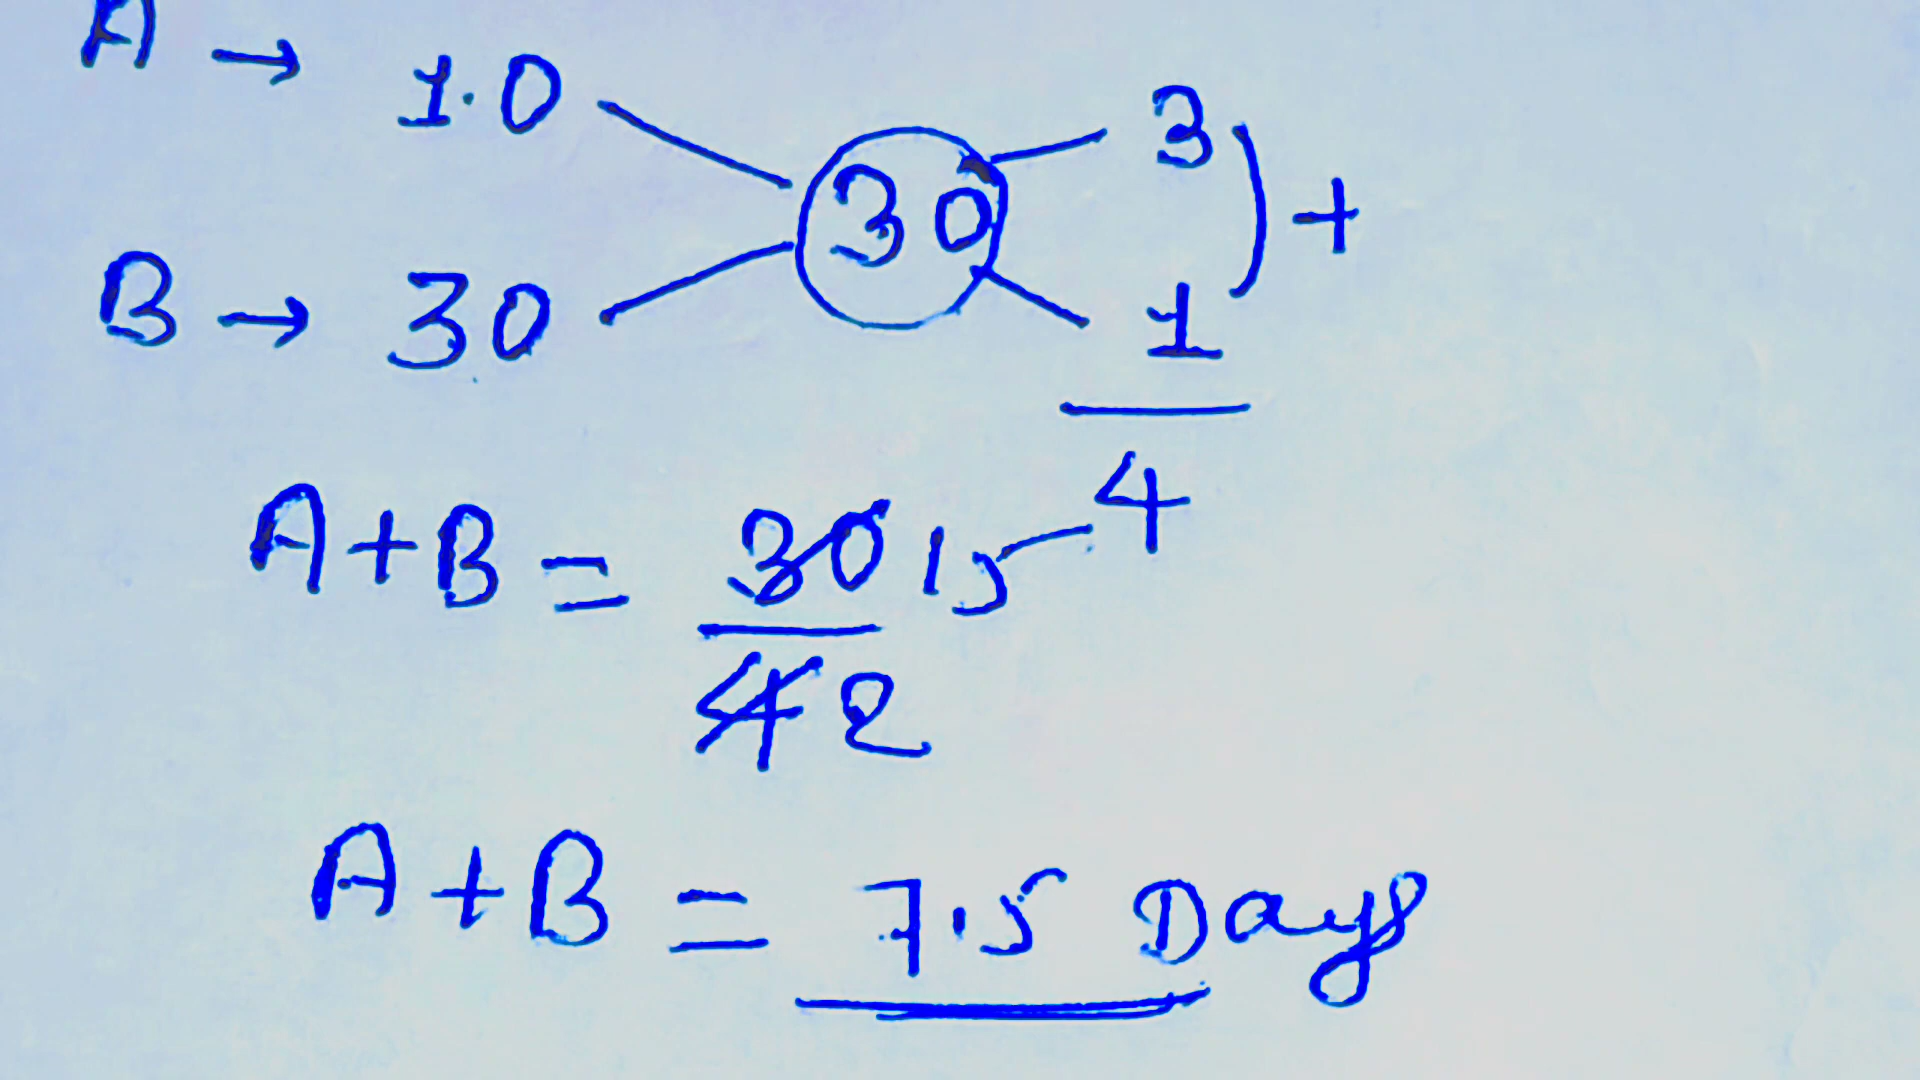 A → 10
30
3
) +
B → 30
1
4
A+B = 30 15
42
A+B = 7.5 Days